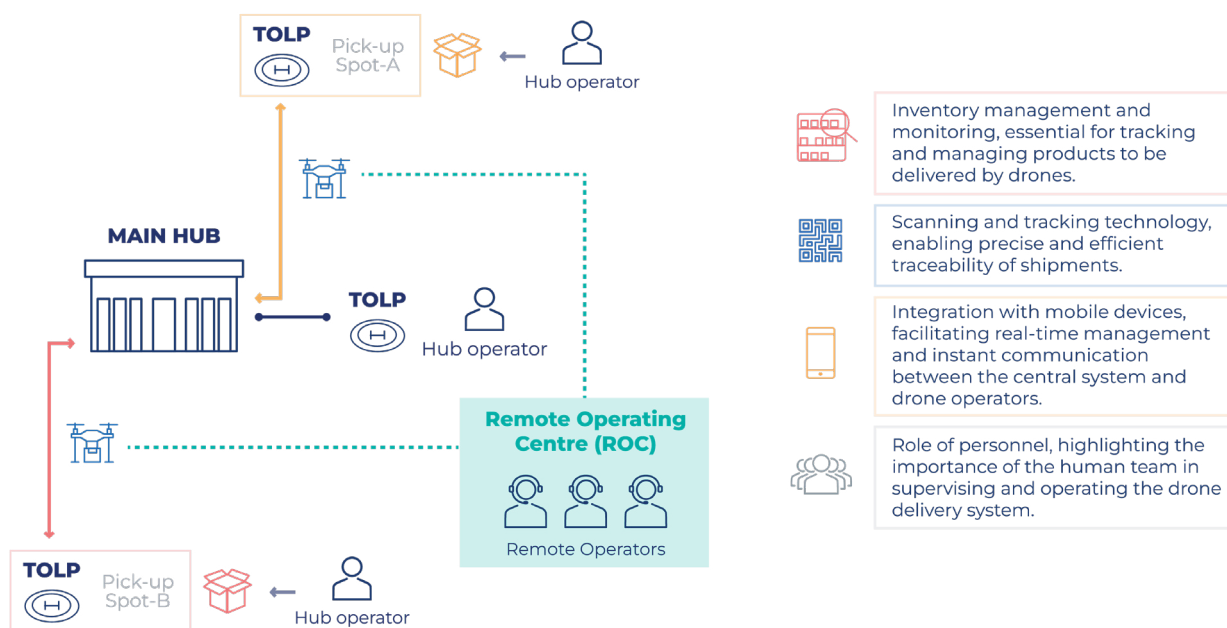 TOLP
Pick-up
Spot-A
Hub operator
MAIN HUB
TOLP
Hub operator
Remote Operating
Centre (ROC)
Remote Operators
TOLP
Pick-up
Spot-B
Hub operator
Inventory management and
monitoring, essential for tracking
and managing products to be
delivered by drones.
Scanning and tracking technology,
enabling precise and efficient
traceability of shipments.
Integration with mobile devices,
facilitating real-time management
and instant communication
between the central system and
drone operators.
Role of personnel, highlighting the
importance of the human team in
supervising and operating the drone
delivery system.